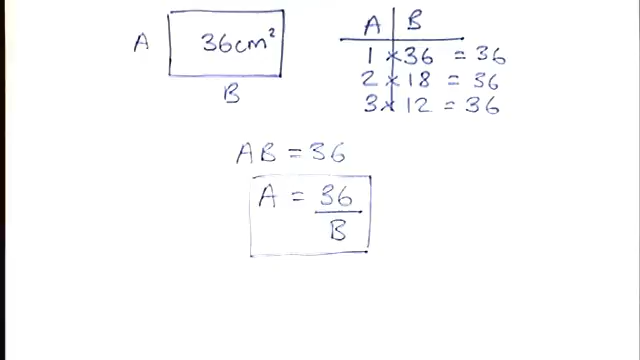 A 36cm²
B
A B
1 × 36 = 36
2 × 18 = 36
3 × 12 = 36
AB = 36
A = 36
B